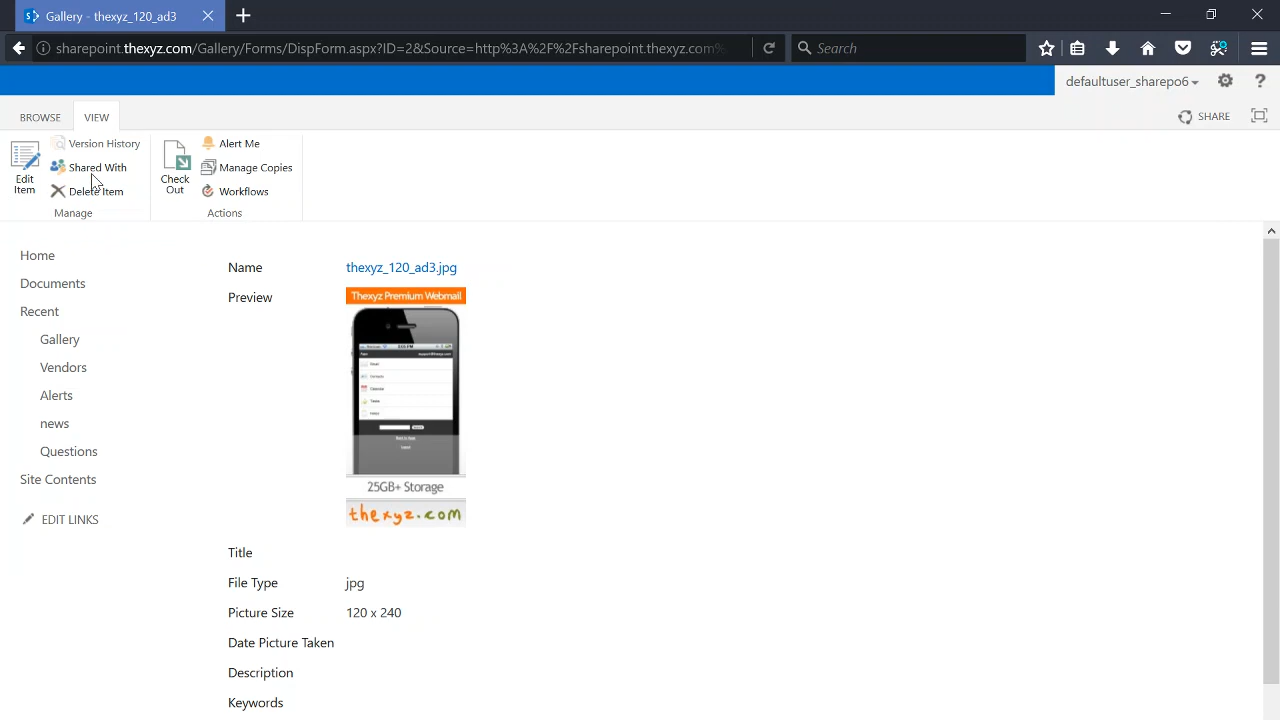 Gallery - thexyz_120_ad3
sharepoint.thexyz.com/Gallery/Forms/DispForm.aspx?ID=2&Source=http%3A%2F%2Fsharepoint.thexyz.com%
Search
defaultuser_sharepo6
BROWSE
VIEW
SHARE
Edit Item
Version History
Shared With
Delete Item
Manage
Check Out
Alert Me
Manage Copies
Workflows
Actions
Home
Documents
Recent
Gallery
Vendors
Alerts
news
Questions
Site Contents
EDIT LINKS
Name thexyz_120_ad3.jpg
Preview
Thexyz Premium Webmail
25GB+ Storage
thexyz.com
Title
File Type jpg
Picture Size 120 x 240
Date Picture Taken
Description
Keywords